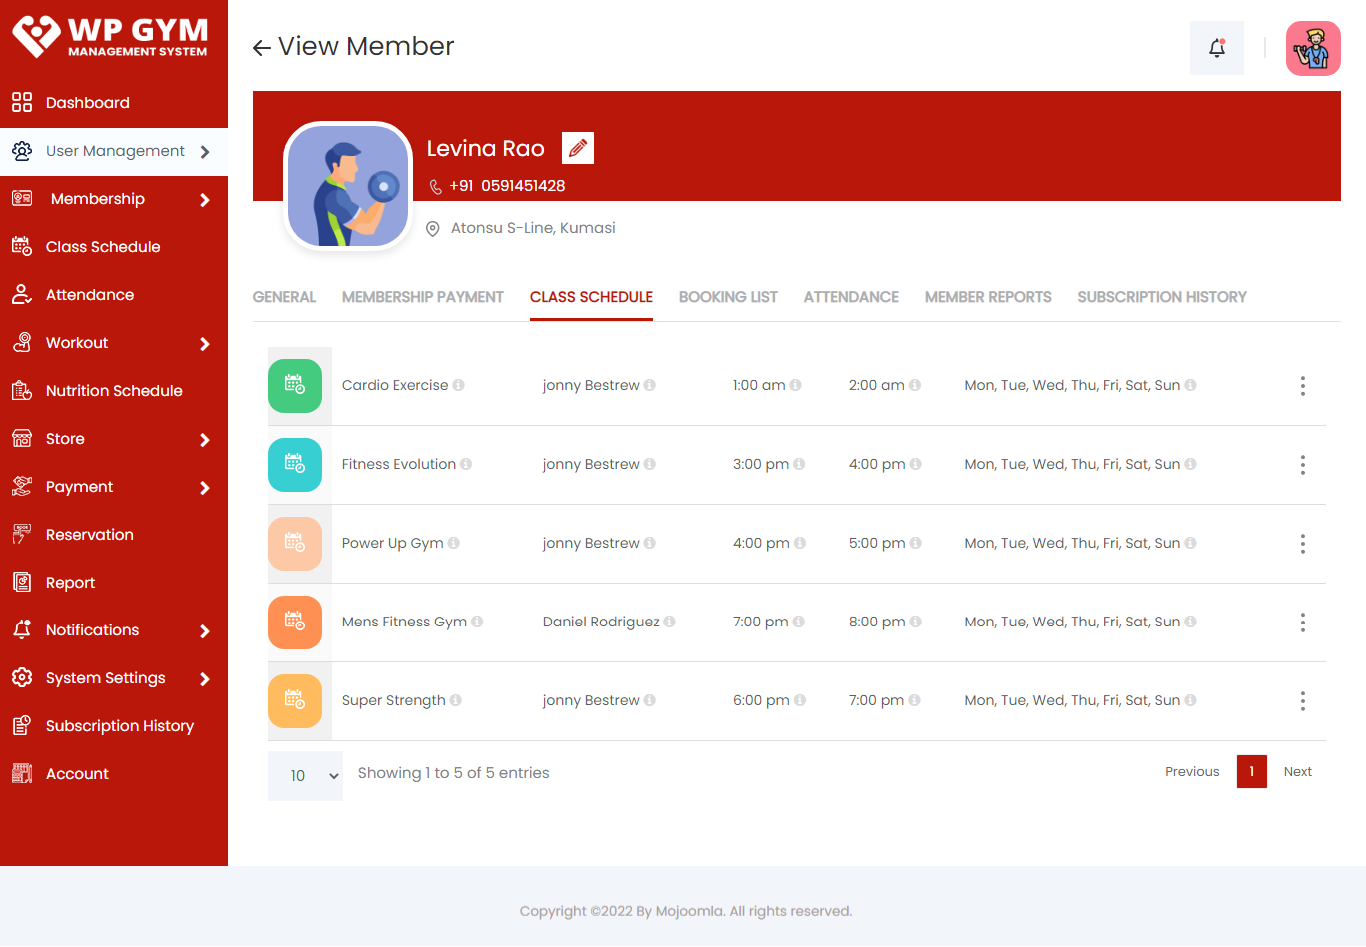 WP GYM
MANAGEMENT SYSTEM
Dashboard
User Management
Membership
Class Schedule
Attendance
Workout
Nutrition Schedule
Store
Payment
Reservation
Report
Notifications
System Settings
Subscription History
Account
View Member
Levina Rao
+91 0591451428
Atonsu S-Line, Kumasi
GENERAL MEMBERSHIP PAYMENT CLASS SCHEDULE BOOKING LIST ATTENDANCE MEMBER REPORTS SUBSCRIPTION HISTORY
Cardio Exercise jonny Bestrew 1:00 am 2:00 am Mon, Tue, Wed, Thu, Fri, Sat, Sun
Fitness Evolution jonny Bestrew 3:00 pm 4:00 pm Mon, Tue, Wed, Thu, Fri, Sat, Sun
Power Up Gym jonny Bestrew 4:00 pm 5:00 pm Mon, Tue, Wed, Thu, Fri, Sat, Sun
Mens Fitness Gym Daniel Rodriguez 7:00 pm 8:00 pm Mon, Tue, Wed, Thu, Fri, Sat, Sun
Super Strength jonny Bestrew 6:00 pm 7:00 pm Mon, Tue, Wed, Thu, Fri, Sat, Sun
10 Showing 1 to 5 of 5 entries Previous 1 Next
Copyright ©2022 By Mojoomla. All rights reserved.